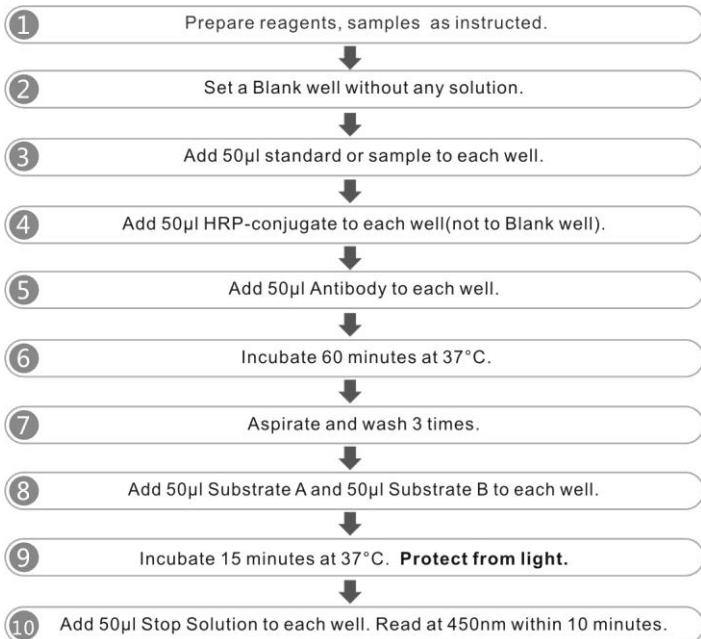 1 Prepare reagents, samples as instructed.
2 Set a Blank well without any solution.
3 Add 50μl standard or sample to each well.
4 Add 50μl HRP-conjugate to each well(not to Blank well).
5 Add 50μl Antibody to each well.
6 Incubate 60 minutes at 37°C.
7 Aspirate and wash 3 times.
8 Add 50μl Substrate A and 50μl Substrate B to each well.
9 Incubate 15 minutes at 37°C. Protect from light.
10 Add 50μl Stop Solution to each well. Read at 450nm within 10 minutes.